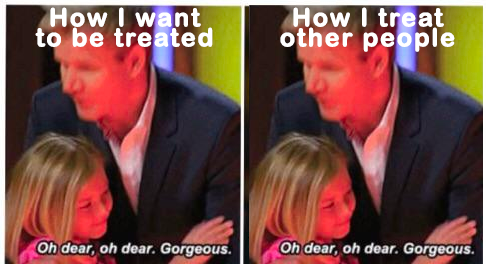 How I want
to be treated
Oh dear, oh dear. Gorgeous.
How I treat
other people
Oh dear, oh dear. Gorgeous.